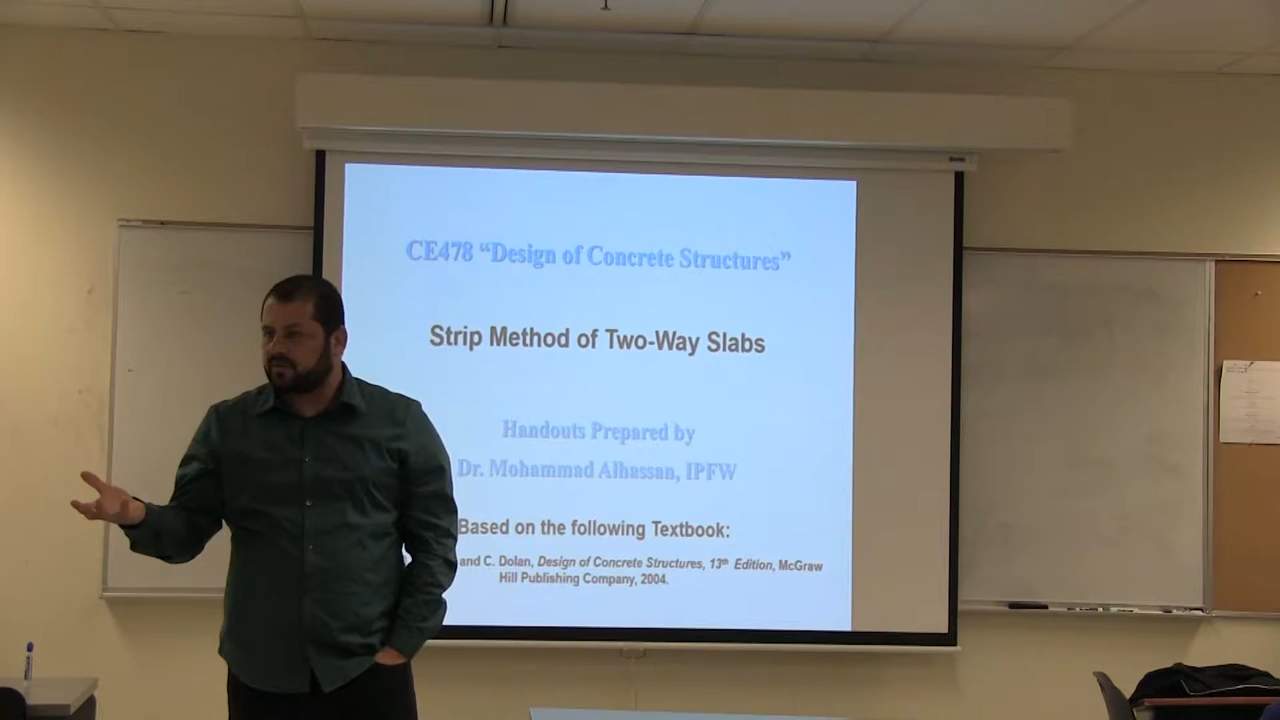 CE478 “Design of Concrete Structures”
Strip Method of Two-Way Slabs
Handouts Prepared by
Dr. Mohammad Alhassan, IPFW
Based on the following Textbook:
and C. Dolan, Design of Concrete Structures, 13th Edition, McGraw
Hill Publishing Company, 2004.